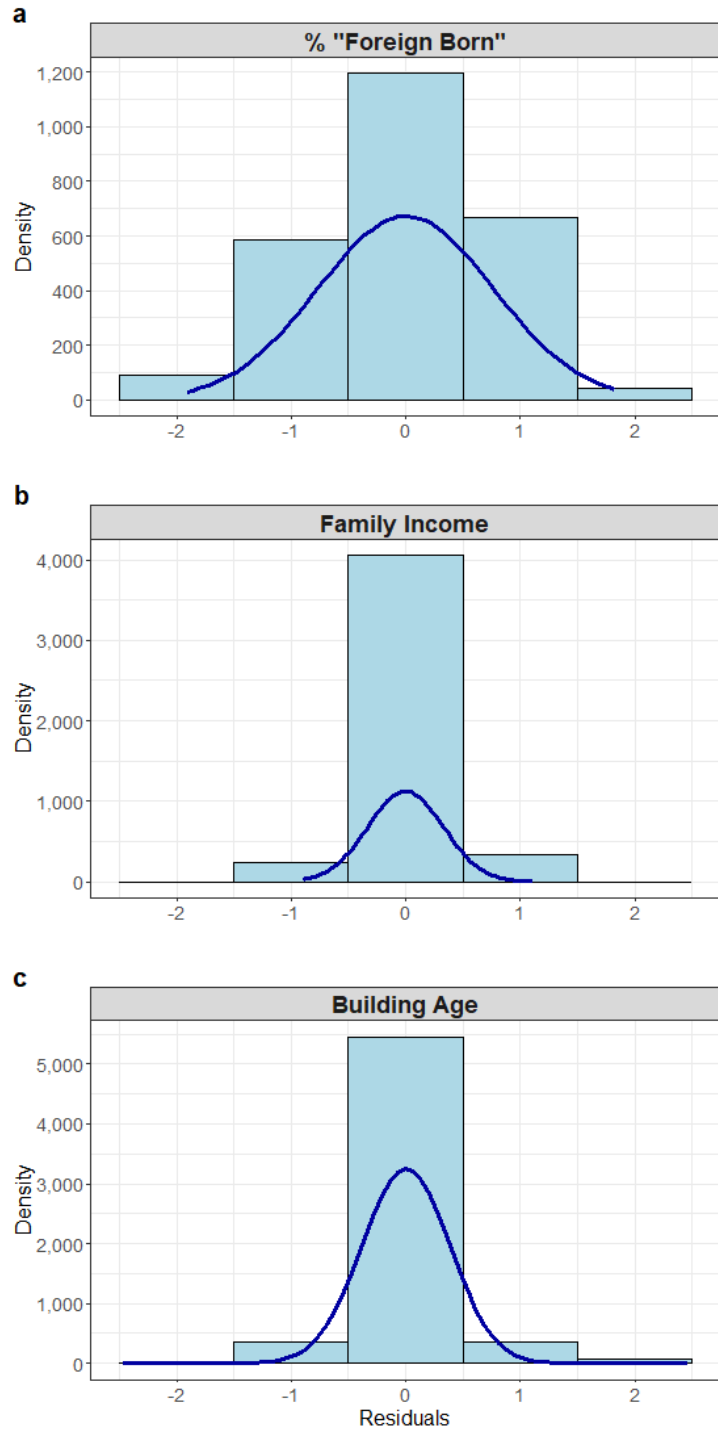 a
% "Foreign Born"
1,200
1,000
800
600
400
200
0
Density
-2 -1 0 1 2
b
Family Income
4,000
3,000
2,000
1,000
0
Density
-2 -1 0 1 2
c
Building Age
5,000
4,000
3,000
2,000
1,000
0
Density
-2 -1 0 1 2
Residuals